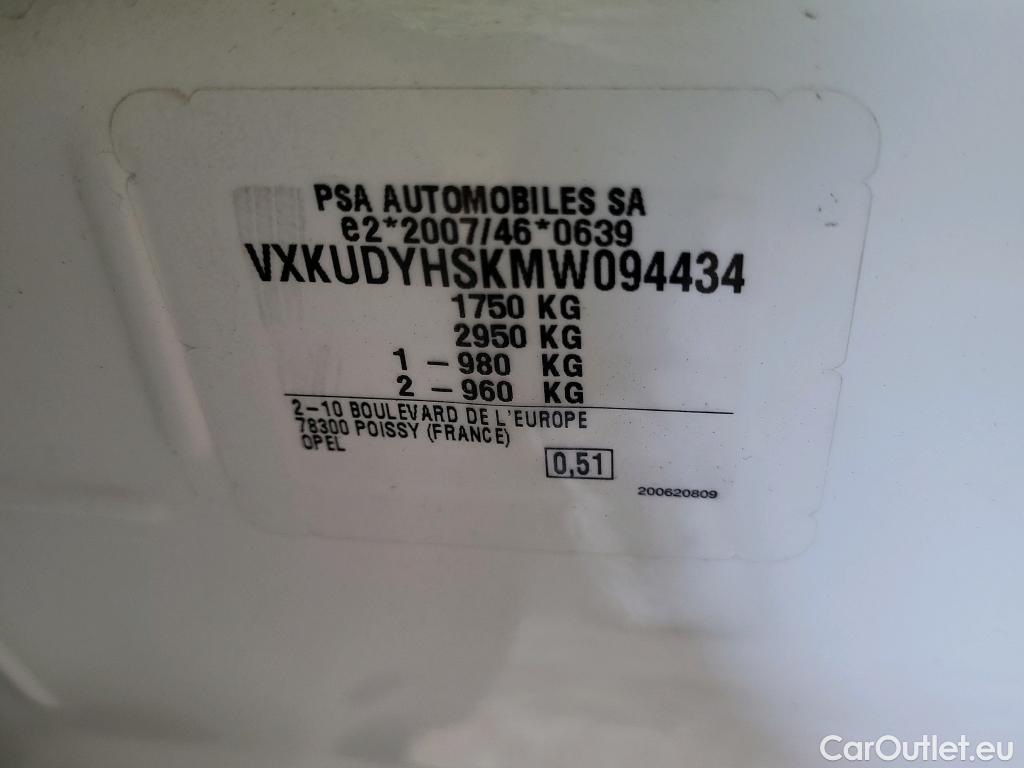 PSA AUTOMOBILES SA
e2*2007/46*0639
VXKUDYHSKMW094434
1750 KG
2950 KG
1 - 980 KG
2 - 960 KG
2-10 BOULEVARD DE L'EUROPE
78300 POISSY (FRANCE)
OPEL
0,51
200620809
CarOutlet.eu